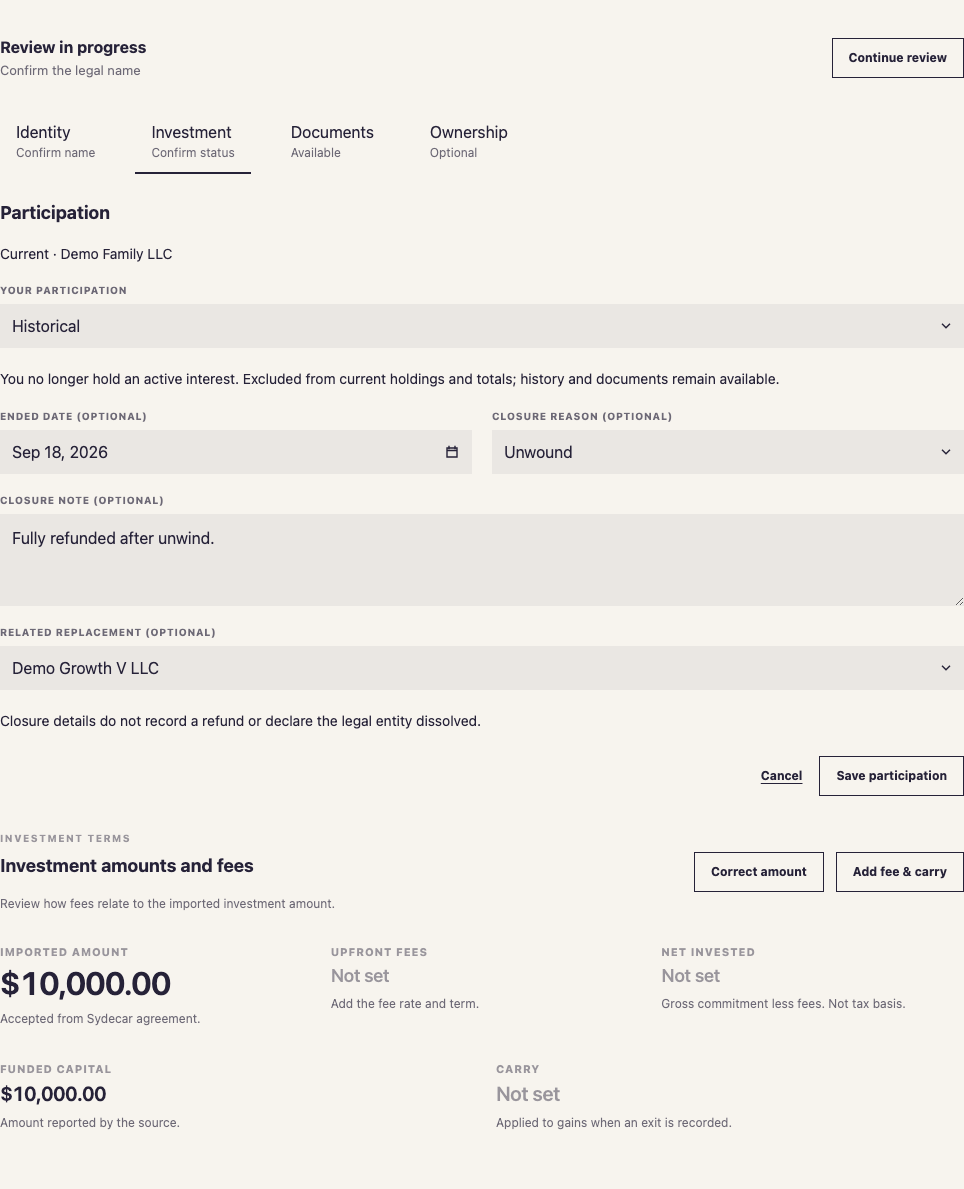 Review in progress
Confirm the legal name
Continue review
Identity
Confirm name
Investment
Confirm status
Documents
Available
Ownership
Optional
Participation
Current · Demo Family LLC
YOUR PARTICIPATION
Historical
You no longer hold an active interest. Excluded from current holdings and totals; history and documents remain available.
ENDED DATE (OPTIONAL)
Sep 18, 2026
CLOSURE REASON (OPTIONAL)
Unwound
CLOSURE NOTE (OPTIONAL)
Fully refunded after unwind.
RELATED REPLACEMENT (OPTIONAL)
Demo Growth V LLC
Closure details do not record a refund or declare the legal entity dissolved.
Cancel
Save participation
INVESTMENT TERMS
Investment amounts and fees
Correct amount
Add fee & carry
Review how fees relate to the imported investment amount.
IMPORTED AMOUNT
$10,000.00
Accepted from Sydecar agreement.
UPFRONT FEES
Not set
Add the fee rate and term.
NET INVESTED
Not set
Gross commitment less fees. Not tax basis.
FUNDED CAPITAL
$10,000.00
Amount reported by the source.
CARRY
Not set
Applied to gains when an exit is recorded.